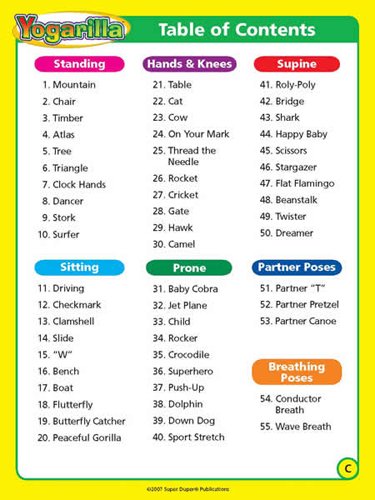 Yogarilla
Table of Contents
Standing
1. Mountain
2. Chair
3. Timber
4. Atlas
5. Tree
6. Triangle
7. Clock Hands
8. Dancer
9. Stork
10. Surfer
Hands & Knees
21. Table
22. Cat
23. Cow
24. On Your Mark
25. Thread the
Needle
26. Rocket
27. Cricket
28. Gate
29. Hawk
30. Camel
Supine
41. Roly-Poly
42. Bridge
43. Shark
44. Happy Baby
45. Scissors
46. Stargazer
47. Flat Flamingo
48. Beanstalk
49. Twister
50. Dreamer
Sitting
11. Driving
12. Checkmark
13. Clamshell
14. Slide
15. “W”
16. Bench
17. Boat
18. Flutterfly
19. Butterfly Catcher
20. Peaceful Gorilla
Prone
31. Baby Cobra
32. Jet Plane
33. Child
34. Rocker
35. Crocodile
36. Superhero
37. Push-Up
38. Dolphin
39. Down Dog
40. Sport Stretch
Partner Poses
51. Partner “T”
52. Partner Pretzel
53. Partner Canoe
Breathing
Poses
54. Conductor
Breath
55. Wave Breath
C
©2007 Super Duper® Publications